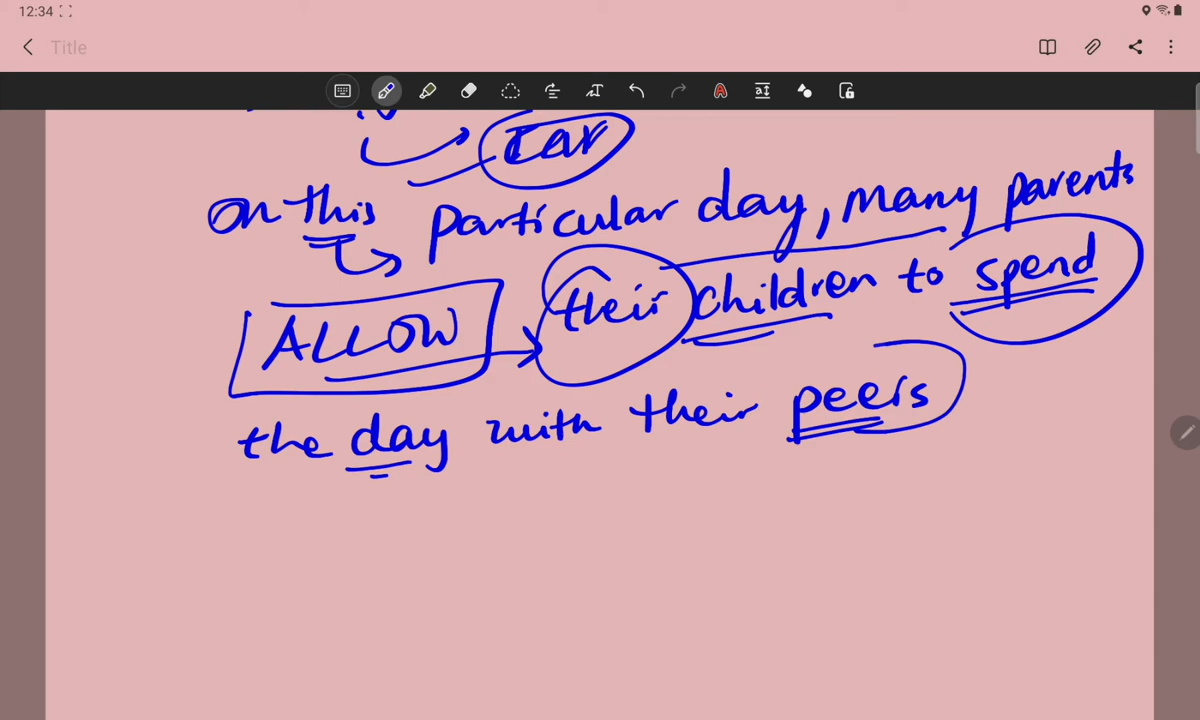 12:34
Title
On this particular day, many parents
ALLOW their children to spend
the day with their peers